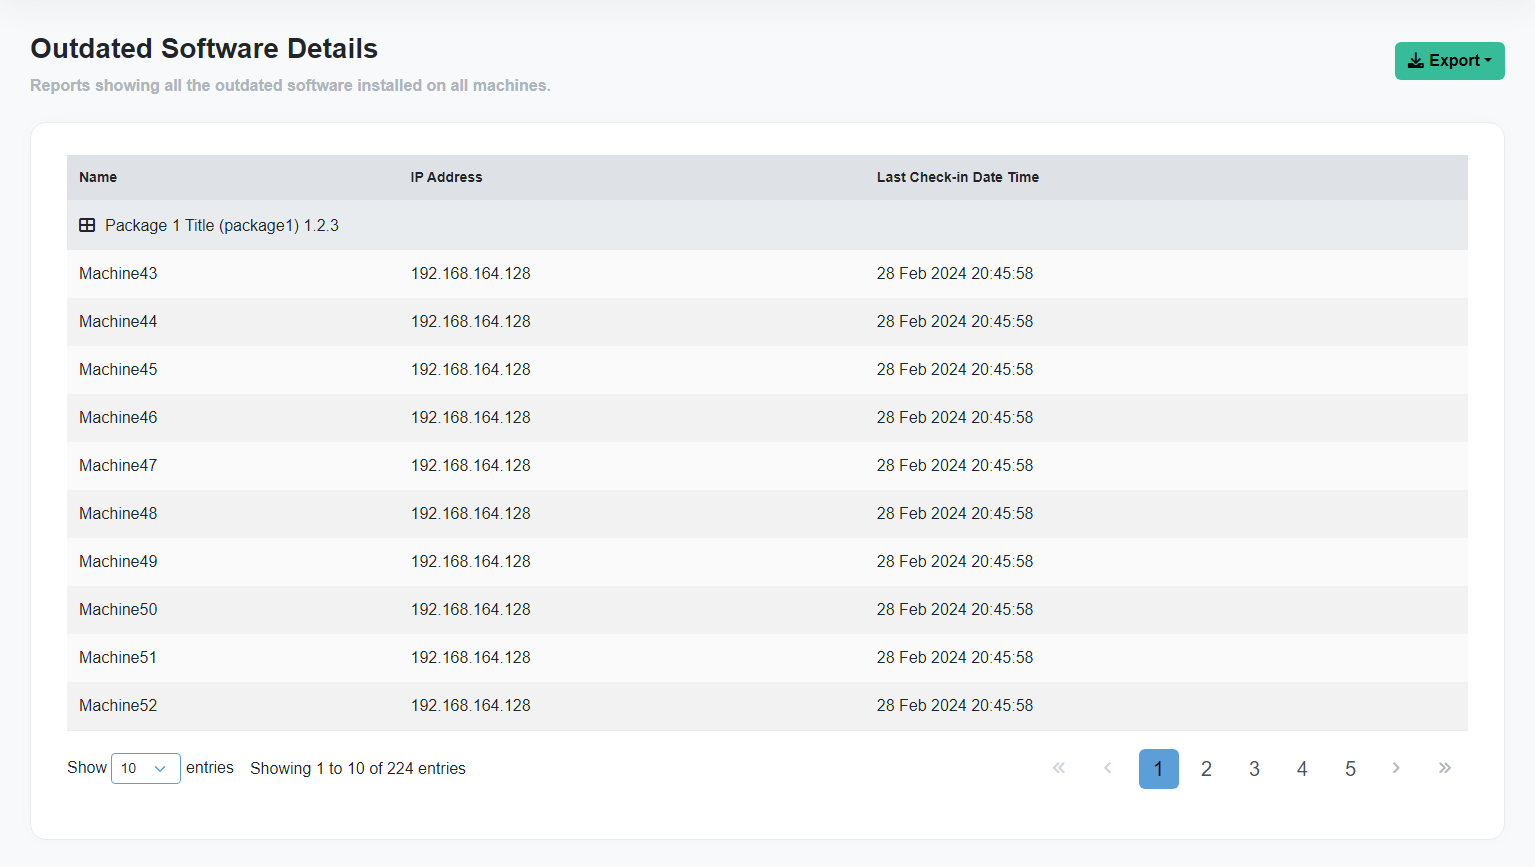 Outdated Software Details
Reports showing all the outdated software installed on all machines.
Export
Name IP Address Last Check-in Date Time
Package 1 Title (package1) 1.2.3
Machine43 192.168.164.128 28 Feb 2024 20:45:58
Machine44 192.168.164.128 28 Feb 2024 20:45:58
Machine45 192.168.164.128 28 Feb 2024 20:45:58
Machine46 192.168.164.128 28 Feb 2024 20:45:58
Machine47 192.168.164.128 28 Feb 2024 20:45:58
Machine48 192.168.164.128 28 Feb 2024 20:45:58
Machine49 192.168.164.128 28 Feb 2024 20:45:58
Machine50 192.168.164.128 28 Feb 2024 20:45:58
Machine51 192.168.164.128 28 Feb 2024 20:45:58
Machine52 192.168.164.128 28 Feb 2024 20:45:58
Show 10 entries Showing 1 to 10 of 224 entries « ‹ 1 2 3 4 5 › »